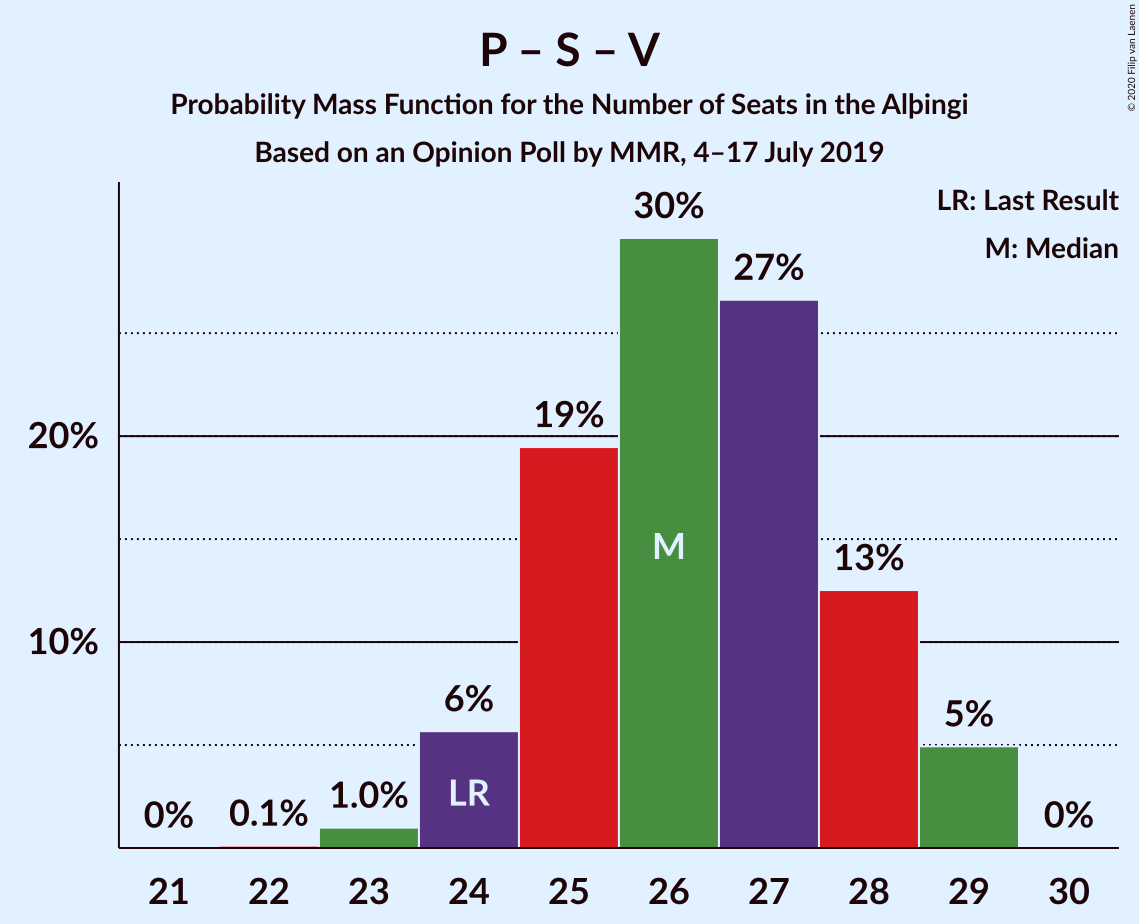 P – S – V
Probability Mass Function for the Number of Seats in the Alþingi
Based on an Opinion Poll by MMR, 4–17 July 2019
© 2020 Filip van Laenen
LR: Last Result
M: Median
30%
27%
20%
19%
M
13%
10%
6%
5%
LR
0%
0.1%
1.0%
0%
21
22
23
24
25
26
27
28
29
30